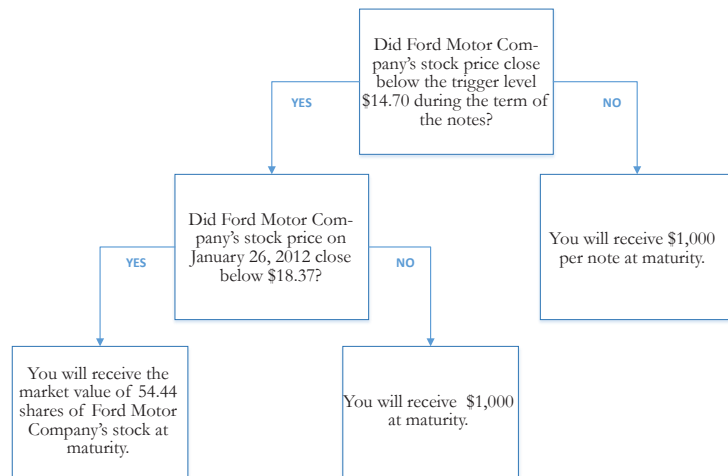 Did Ford Motor Com-
pany's stock price close
below the trigger level
$14.70 during the term of
the notes?
YES
NO
Did Ford Motor Com-
pany's stock price on
January 26, 2012 close
below $18.37?
You will receive $1,000
per note at maturity.
YES
NO
You will receive the
market value of 54.44
shares of Ford Motor
Company's stock at
maturity.
You will receive $1,000
at maturity.